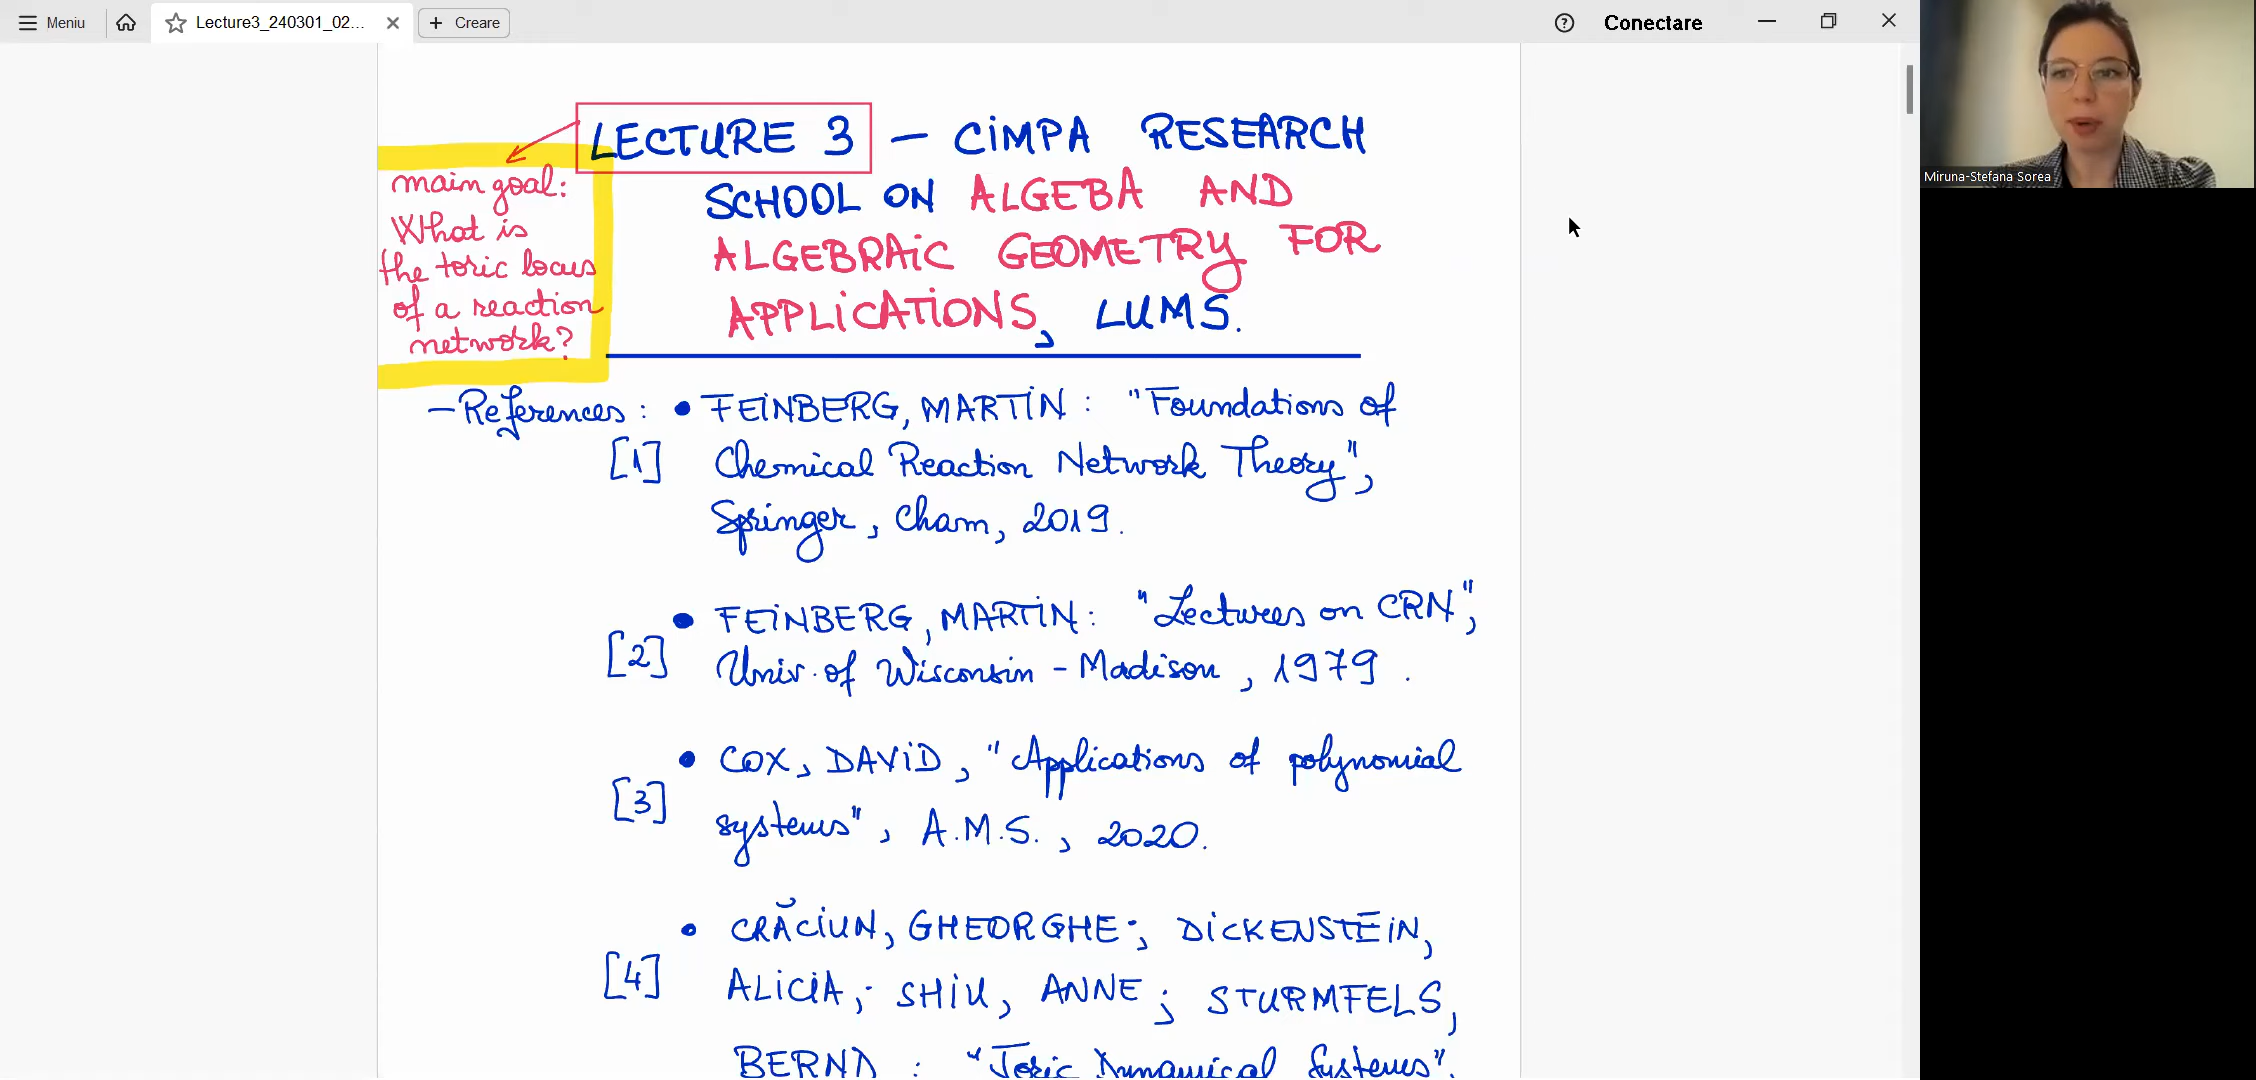 Meniu
Lecture3_240301_02...
Creare
Conectare
Miruna-Stefana Sorea
LECTURE 3 – CIMPA RESEARCH
SCHOOL ON ALGEBA AND
ALGEBRAIC GEOMETRY FOR
APPLICATIONS, LUMS.
main goal:
What is
the toric locus
of a reaction
network?
– References: • FEINBERG, MARTIN: "Foundations of
[1] Chemical Reaction Network Theory",
Springer, Cham, 2019.
• FEINBERG, MARTIN: "Lectures on CRN",
[2] Univ. of Wisconsin - Madison, 1979.
• COX, DAVID, "Applications of polynomial
[3] systems", A.M.S., 2020.
• CRĂCIUN, GHEORGHE; DICKENSTEIN,
[4] ALICIA; SHIU, ANNE; STURMFELS,
BERND: "Toric Dynamical Systems".